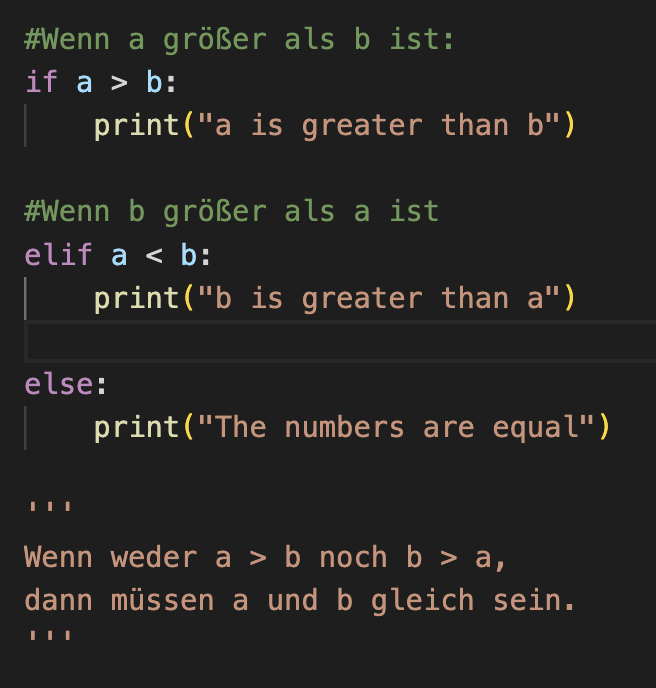 #Wenn a größer als b ist:
if a > b:
    print("a is greater than b")
#Wenn b größer als a ist
elif a < b:
    print("b is greater than a")
else:
    print("The numbers are equal")
'''
Wenn weder a > b noch b > a,
dann müssen a und b gleich sein.
'''